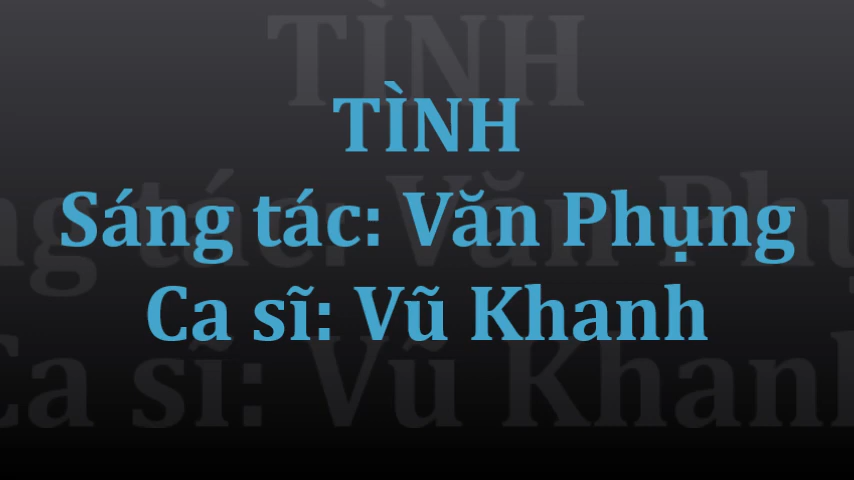 TÌNH
Sáng tác: Văn Phụng
Ca sĩ: Vũ Khanh